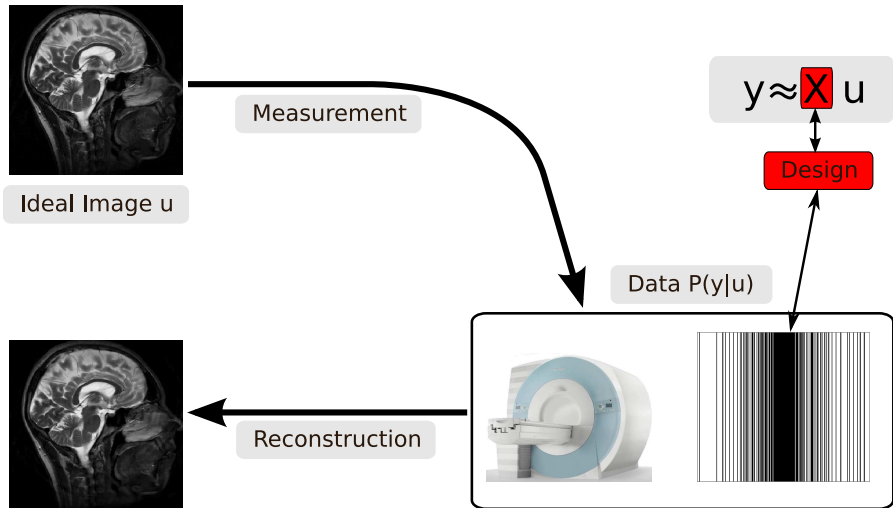 Measurement
y≈X u
Design
Ideal Image u
Data P(y|u)
Reconstruction